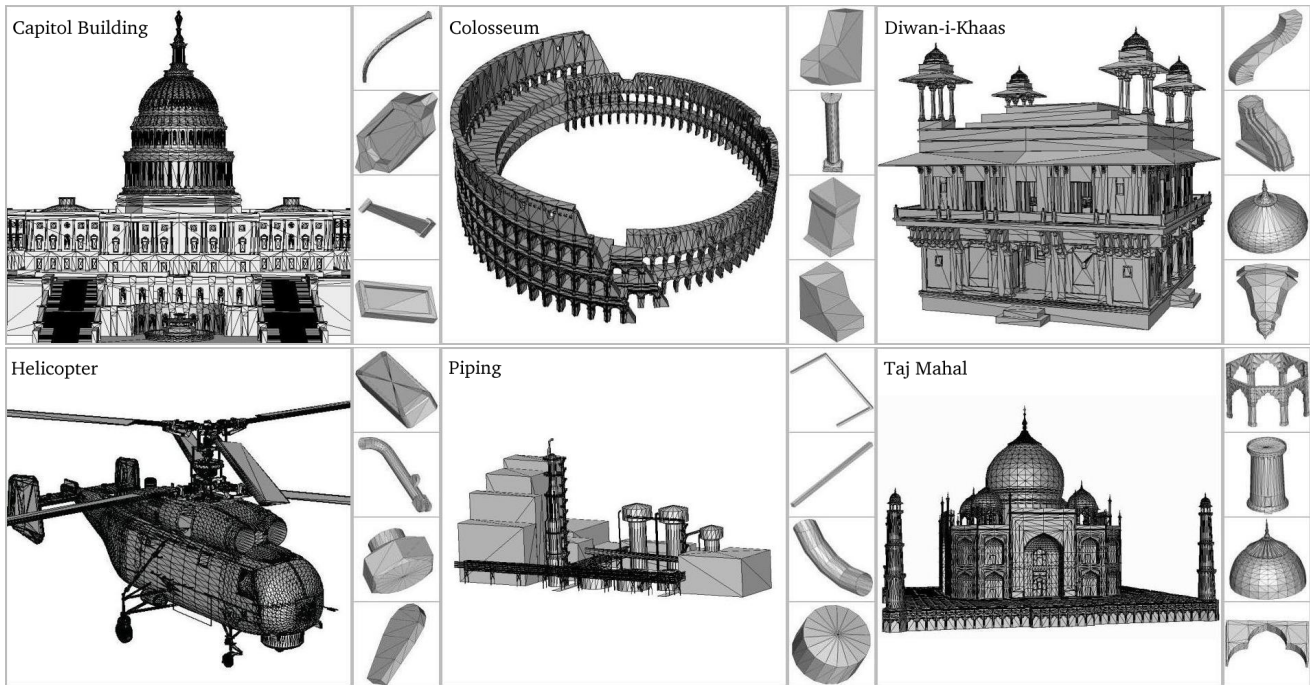 Capitol Building
Colosseum
Diwan-i-Khaas
Helicopter
Piping
Taj Mahal